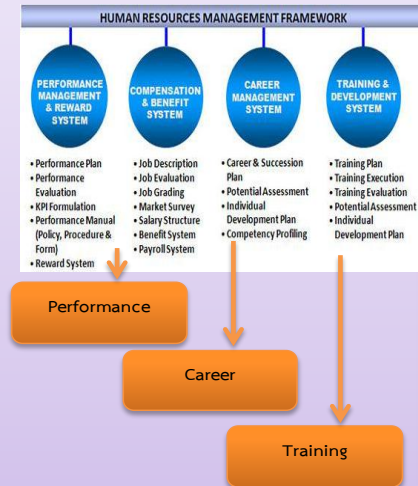 HUMAN RESOURCES MANAGEMENT FRAMEWORK
PERFORMANCE
MANAGEMENT
& REWARD
SYSTEM
• Performance Plan
• Performance
Evaluation
• KPI Formulation
• Performance Manual
(Policy, Procedure &
Form)
• Reward System
COMPENSATION
& BENEFIT
SYSTEM
• Job Description
• Job Evaluation
• Job Grading
• Market Survey
• Salary Structure
• Benefit System
• Payroll System
CAREER
MANAGEMENT
SYSTEM
• Career & Succession
Plan
• Potential Assessment
• Individual
Development Plan
• Competency Profiling
TRAINING &
DEVELOPMENT
SYSTEM
• Training Plan
• Training Execution
• Training Evaluation
• Potential Assessment
• Individual
Development Plan
Performance
Career
Training